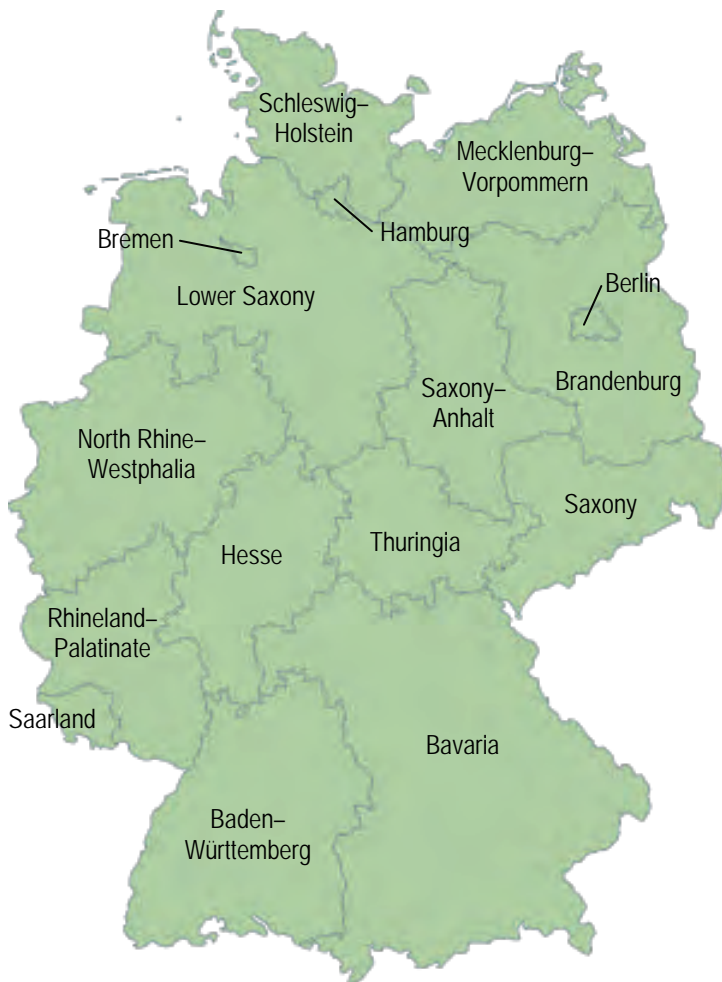 Schleswig–
Holstein
Mecklenburg–
Vorpommern
Hamburg
Bremen
Lower Saxony
Berlin
Brandenburg
Saxony–
Anhalt
North Rhine–
Westphalia
Saxony
Thuringia
Hesse
Rhineland–
Palatinate
Saarland
Bavaria
Baden–
Württemberg